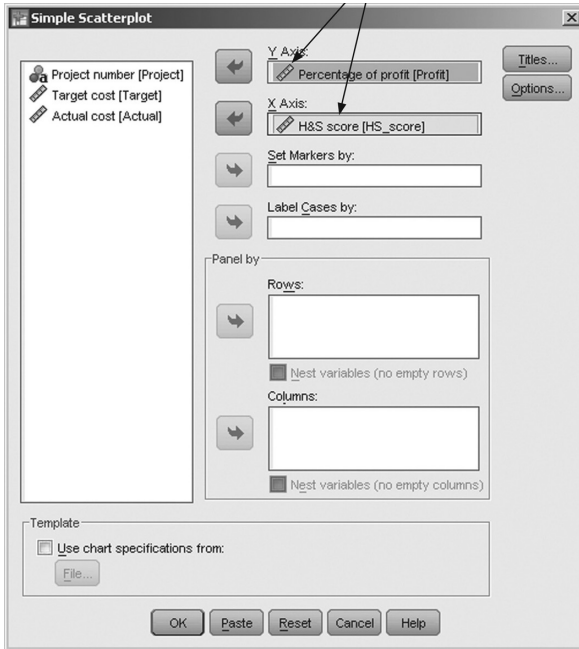 Simple Scatterplot
Project number [Project]
Target cost [Target]
Actual cost [Actual]
Y Axis:
Percentage of profit [Profit]
X Axis:
H&S score [HS_score]
Set Markers by:
Label Cases by:
Panel by
Rows:
Nest variables (no empty rows)
Columns:
Nest variables (no empty columns)
Titles...
Options...
Template
Use chart specifications from:
File...
OK Paste Reset Cancel Help